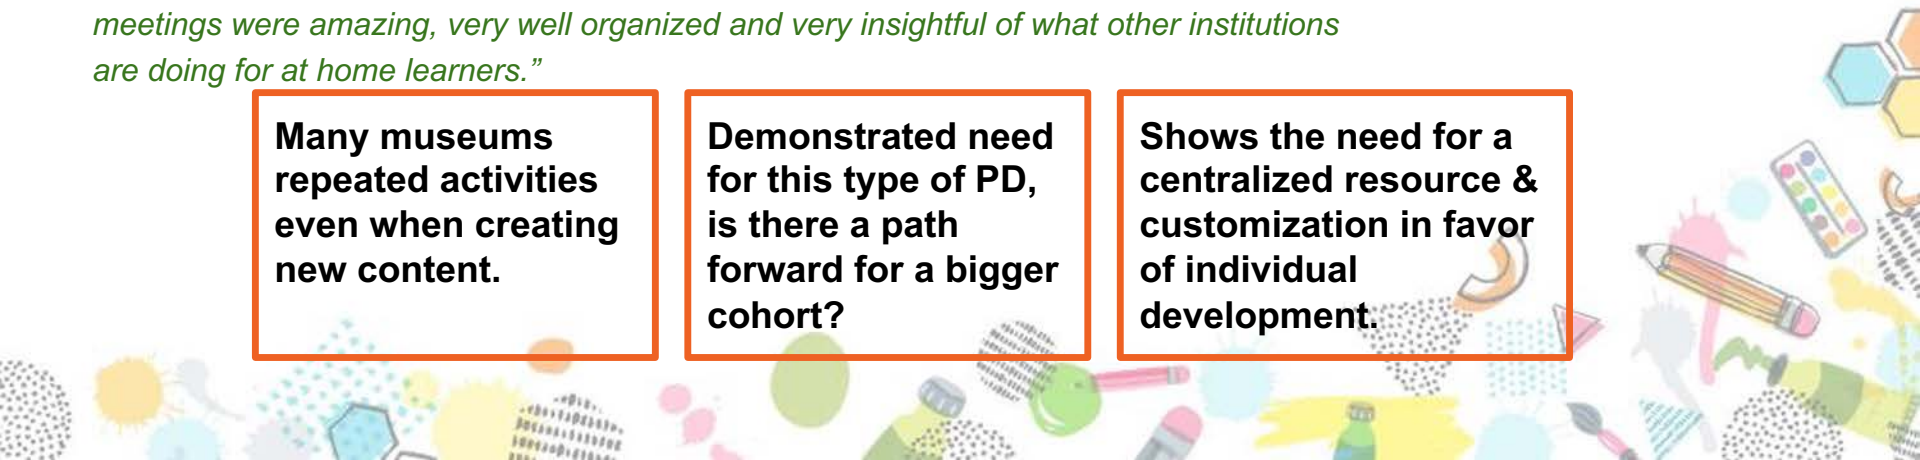 meetings were amazing, very well organized and very insightful of what other institutions
are doing for at home learners.”
Many museums
repeated activities
even when creating
new content.
Demonstrated need
for this type of PD,
is there a path
forward for a bigger
cohort?
Shows the need for a
centralized resource &
customization in favor
of individual
development.